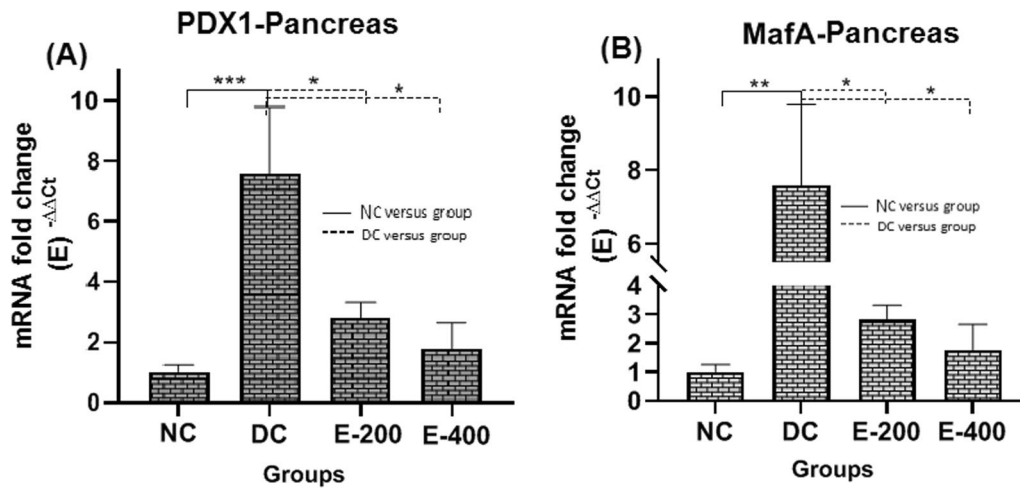 PDX1-Pancreas
(A)
*** * *
mRNA fold change
(E) -ΔΔCt
10
8
6
4
2
0
NC versus group
DC versus group
NC DC E-200 E-400
Groups
MafA-Pancreas
(B)
** * *
mRNA fold change
(E) -ΔΔCt
10
8
6
4
3
2
1
0
NC versus group
DC versus group
NC DC E-200 E-400
Groups